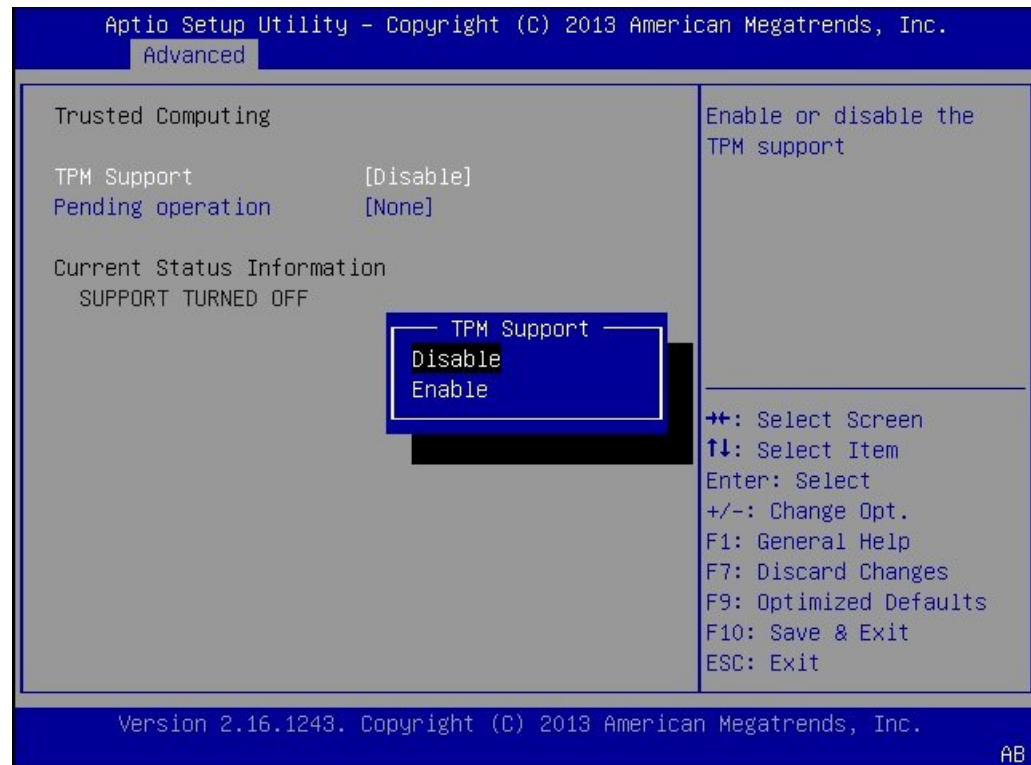 Aptio Setup Utility – Copyright (C) 2013 American Megatrends, Inc.
Advanced
Trusted Computing
TPM Support [Disable]
Pending operation [None]
Current Status Information
SUPPORT TURNED OFF
TPM Support
Disable
Enable
Enable or disable the
TPM support
→←: Select Screen
↑↓: Select Item
Enter: Select
+/-: Change Opt.
F1: General Help
F7: Discard Changes
F9: Optimized Defaults
F10: Save & Exit
ESC: Exit
Version 2.16.1243. Copyright (C) 2013 American Megatrends, Inc.
AB